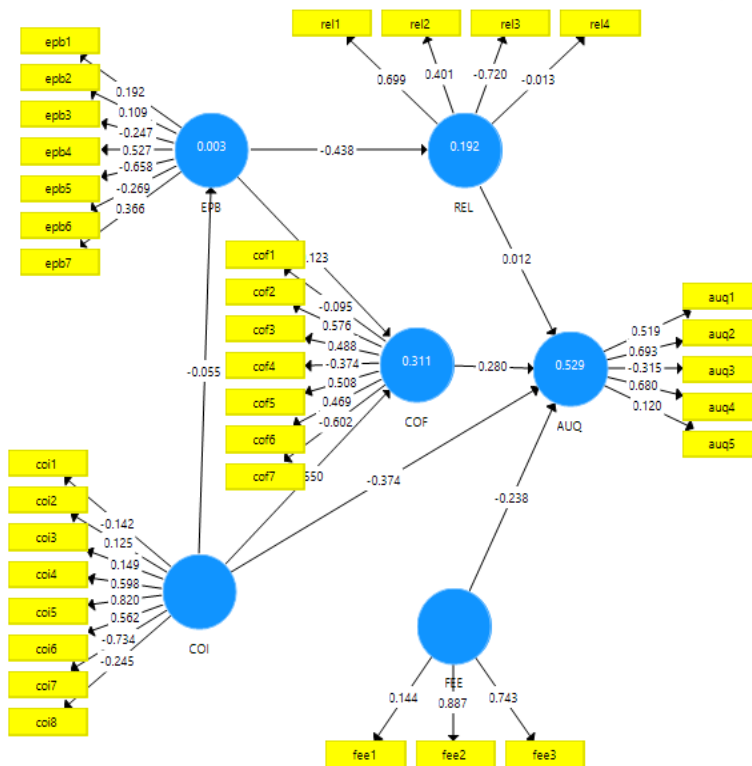 rel1
rel2
rel3
rel4
0.699
0.401
-0.720
-0.013
epb1
epb2
epb3
epb4
epb5
epb6
epb7
0.192
0.109
-0.247
0.527
-0.658
-0.269
0.366
0.003
EPB
-0.438
0.192
REL
.123
0.012
-0.055
cof1
cof2
cof3
cof4
cof5
cof6
cof7
-0.095
0.576
0.488
-0.374
0.508
0.469
-0.602
.550
0.311
COF
0.280
0.529
AUQ
auq1
auq2
auq3
auq4
auq5
0.519
0.693
-0.315
0.680
0.120
-0.374
-0.238
coi1
coi2
coi3
coi4
coi5
coi6
coi7
coi8
-0.142
0.125
0.149
0.598
0.820
0.562
-0.734
-0.245
COI
FEE
0.144
0.887
0.743
fee1
fee2
fee3